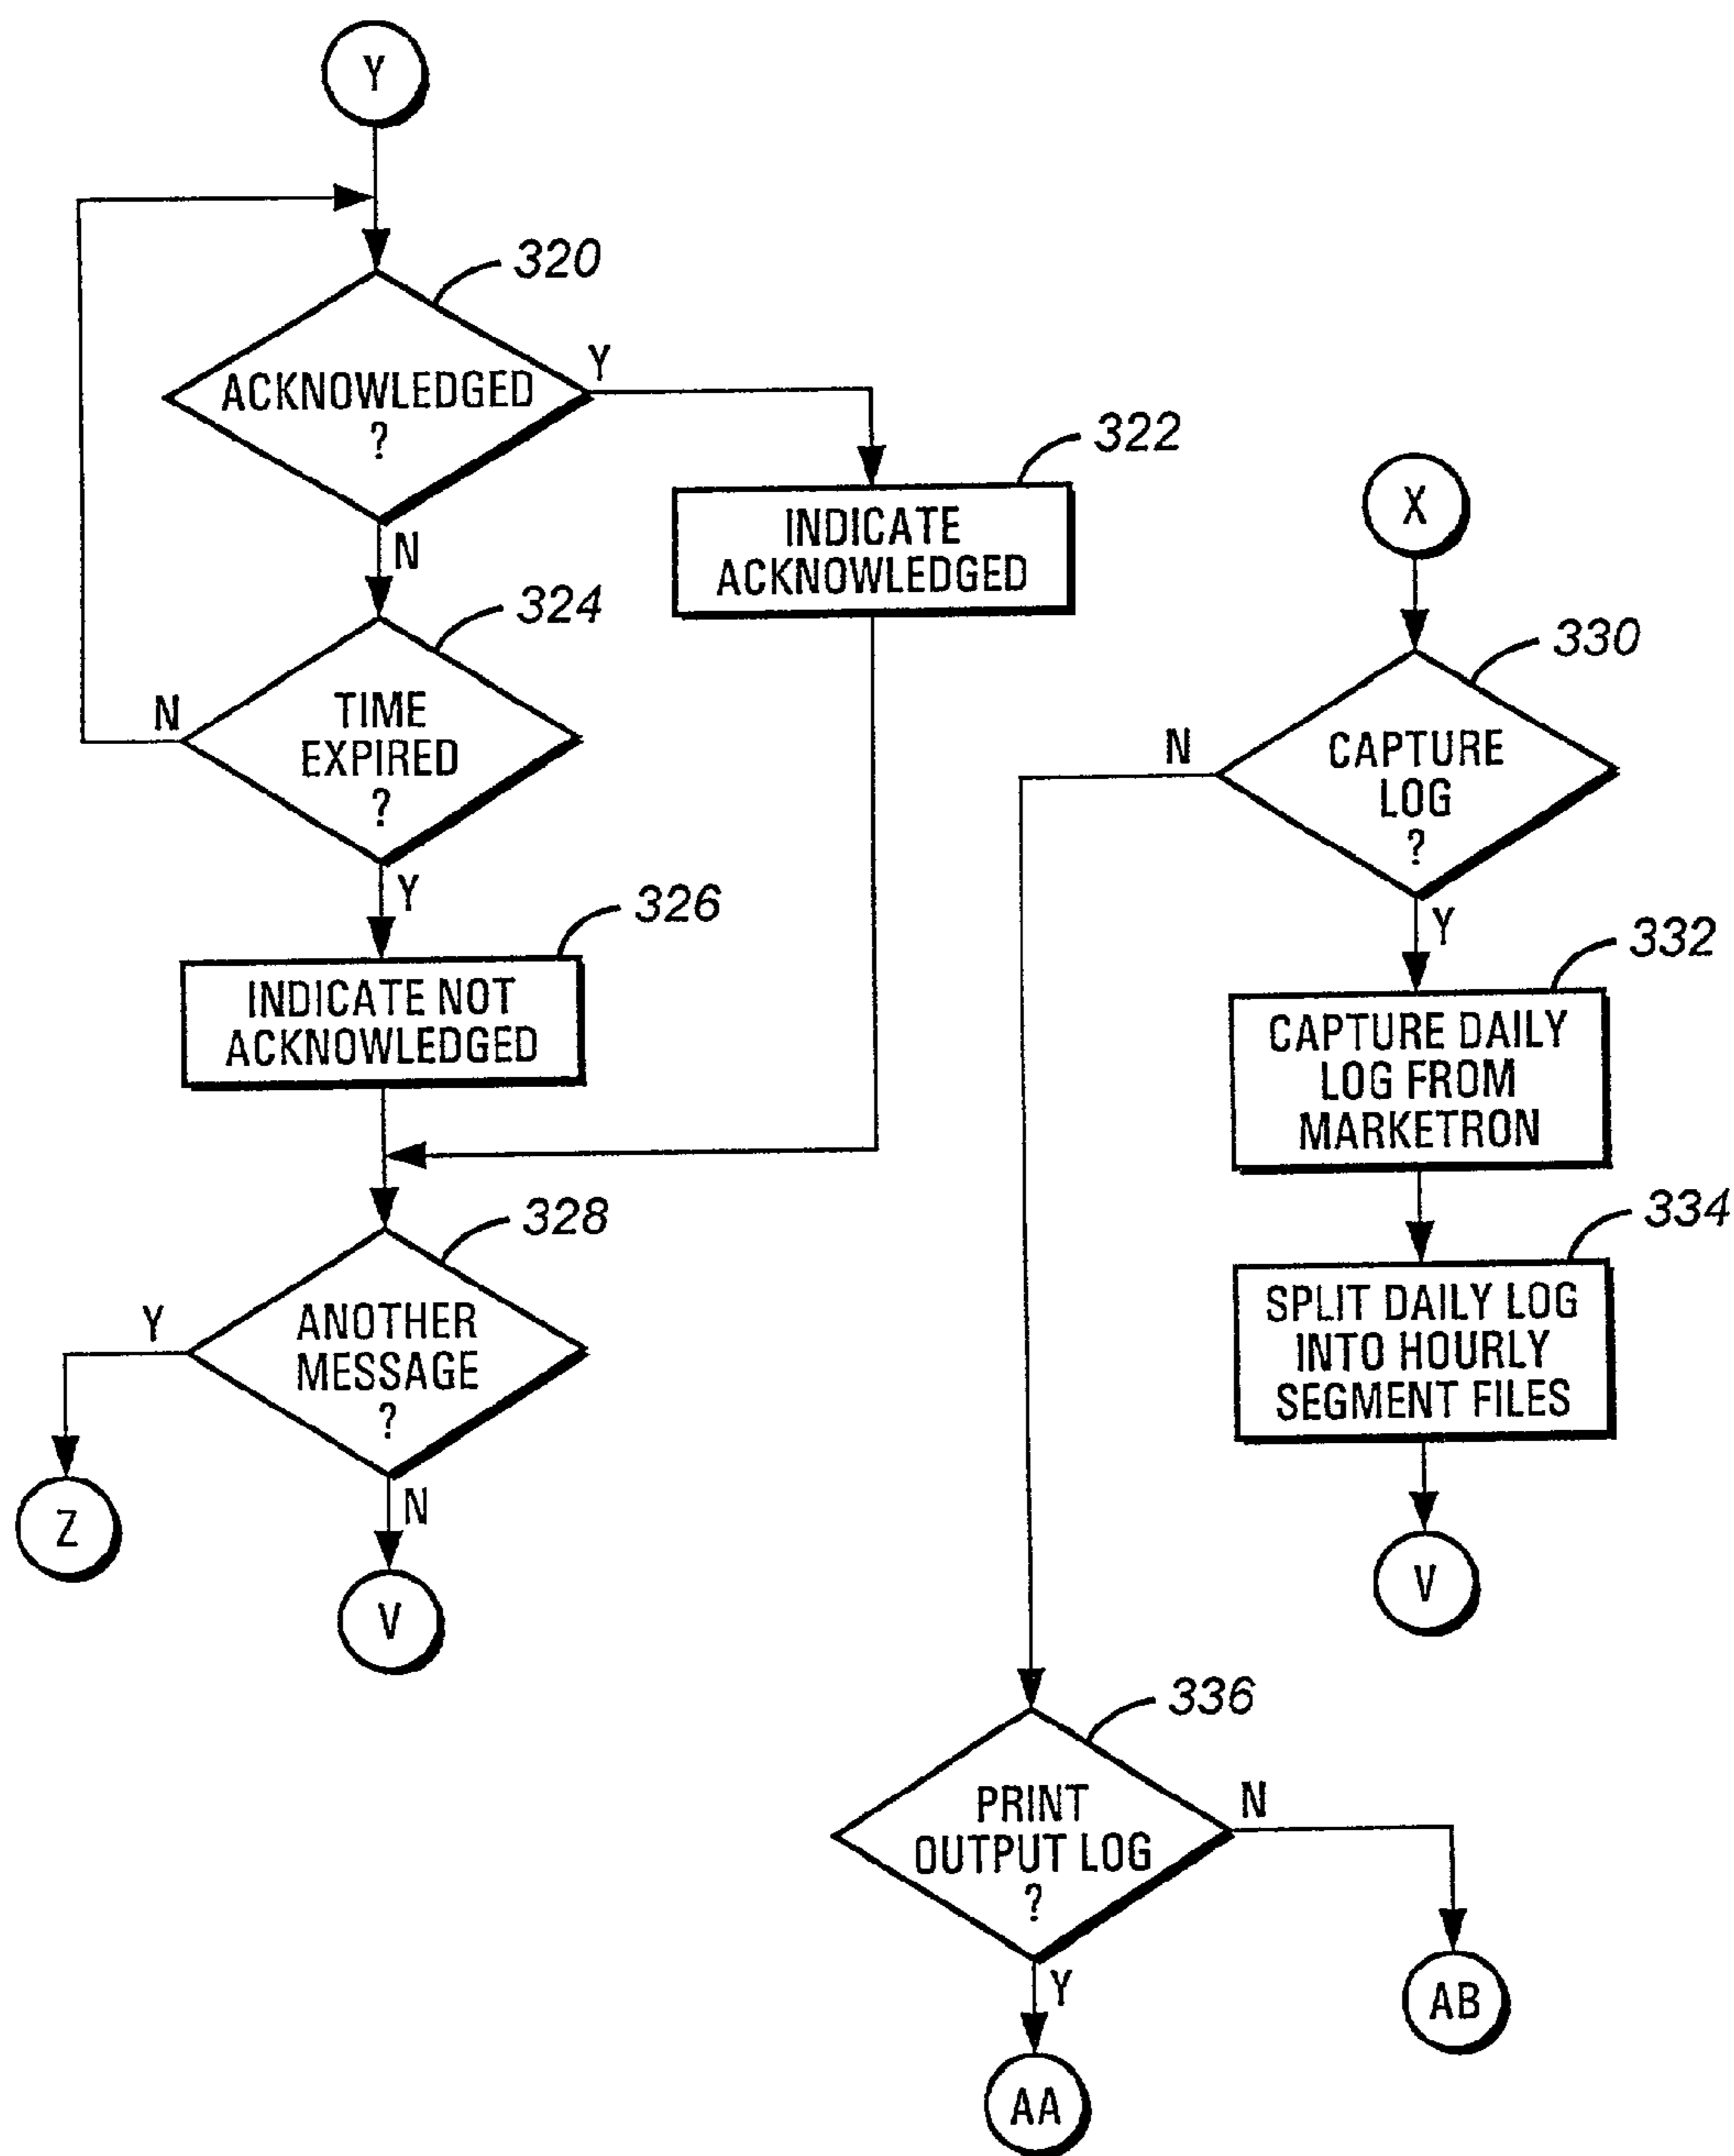 Y
320
ACKNOWLEDGED
?
Y
N
322
INDICATE
ACKNOWLEDGED
324
TIME
EXPIRED
?
N
Y
326
INDICATE NOT
ACKNOWLEDGED
328
ANOTHER
MESSAGE
?
Y
Z
N
V
X
330
CAPTURE
LOG
?
N
Y
332
CAPTURE DAILY
LOG FROM
MARKETRON
334
SPLIT DAILY LOG
INTO HOURLY
SEGMENT FILES
V
336
PRINT
OUTPUT LOG
?
N
AB
Y
AA